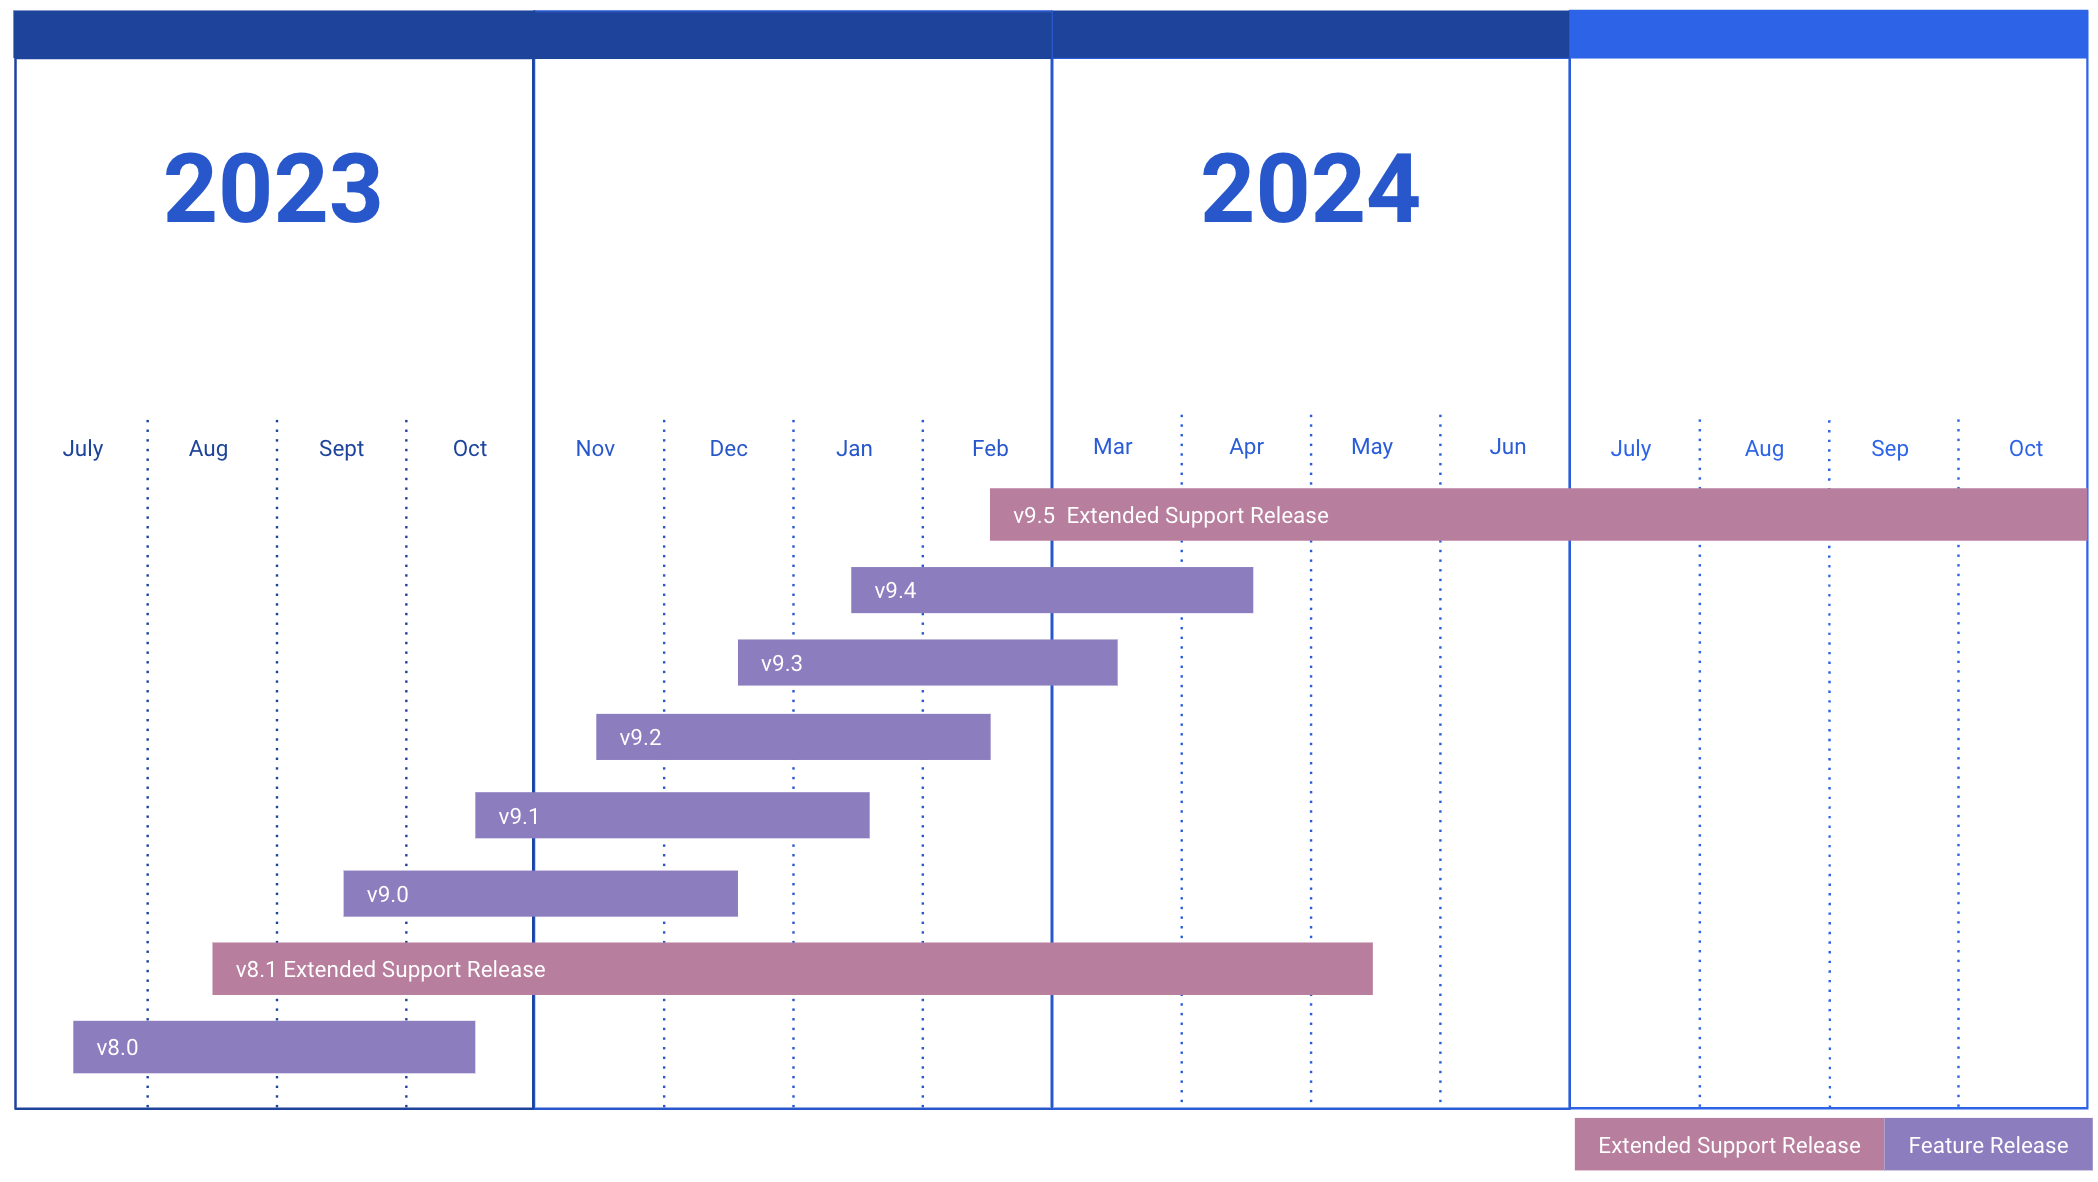 2023
2024
July Aug Sept Oct Nov Dec Jan Feb Mar Apr May Jun July Aug Sep Oct
v9.5 Extended Support Release
v9.4
v9.3
v9.2
v9.1
v9.0
v8.1 Extended Support Release
v8.0
Extended Support Release
Feature Release